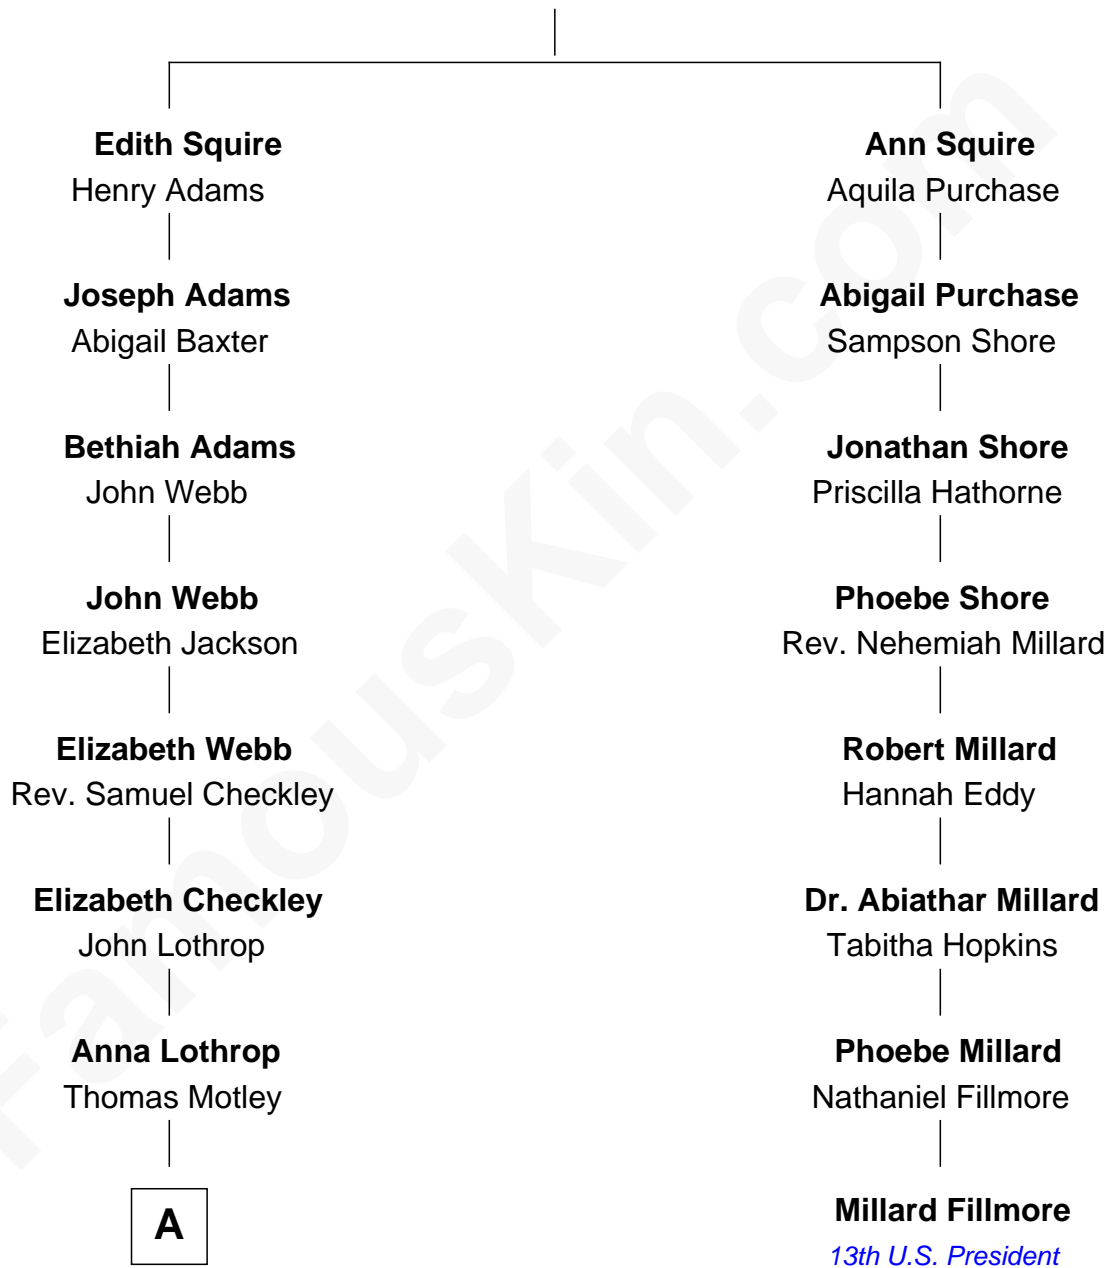 Edith Squire
Henry Adams
Joseph Adams
Abigail Baxter
Bethiah Adams
John Webb
John Webb
Elizabeth Jackson
Elizabeth Webb
Rev. Samuel Checkley
Elizabeth Checkley
John Lothrop
Anna Lothrop
Thomas Motley
A
Ann Squire
Aquila Purchase
Abigail Purchase
Sampson Shore
Jonathan Shore
Priscilla Hathorne
Phoebe Shore
Rev. Nehemiah Millard
Robert Millard
Hannah Eddy
Dr. Abiathar Millard
Tabitha Hopkins
Phoebe Millard
Nathaniel Fillmore
Millard Fillmore
13th U.S. President
FamousKin.com